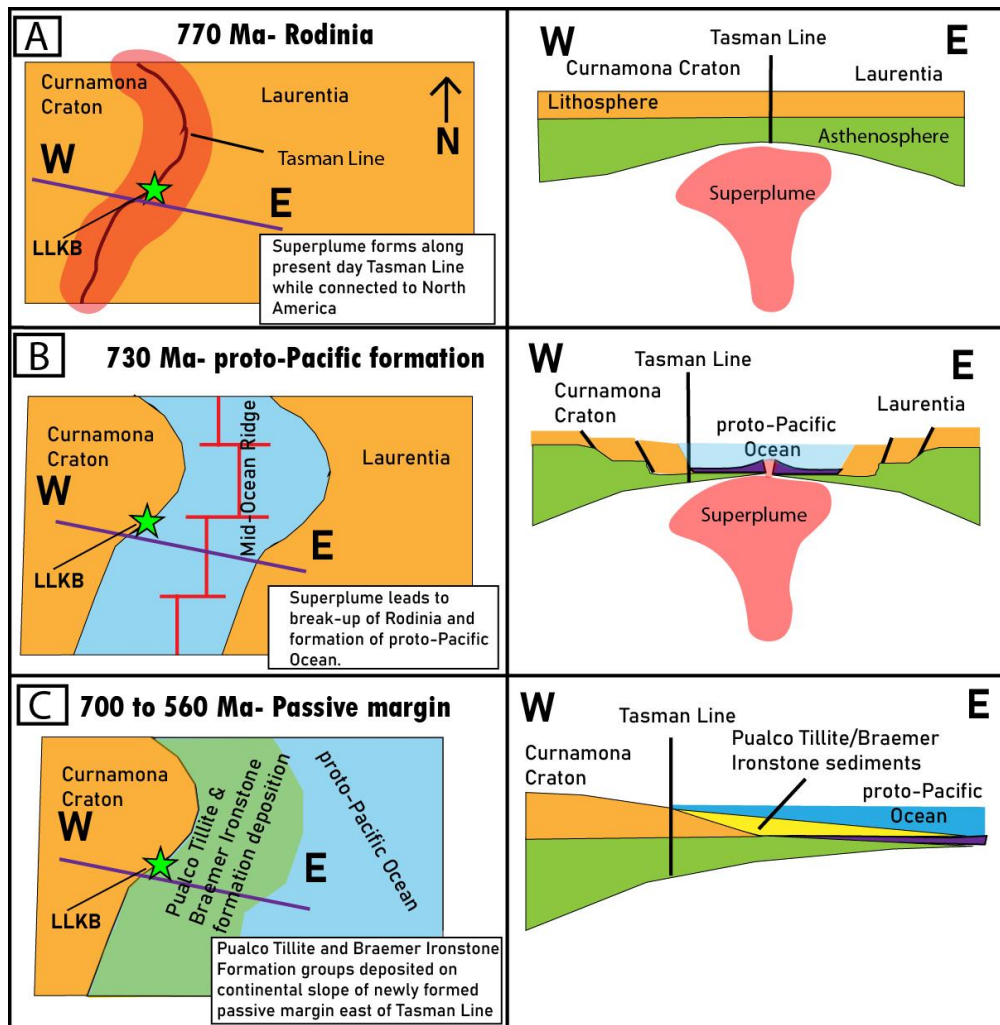 A
770 Ma- Rodinia
Curnamona
Craton
Laurentia
N
Tasman Line
W
E
LLKB
Superplume forms along
present day Tasman Line
while connected to North
America
W
E
Tasman Line
Curnamona Craton
Laurentia
Lithosphere
Asthenosphere
Superplume
B
730 Ma- proto-Pacific formation
Curnamona
Craton
Laurentia
W
Mid-Ocean Ridge
E
LLKB
Superplume leads to
break-up of Rodinia and
formation of proto-Pacific
Ocean.
W
E
Tasman Line
Curnamona
Craton
proto-Pacific
Ocean
Laurentia
Superplume
C
700 to 560 Ma- Passive margin
Curnamona
Craton
W
Pualco Tillite &
Braemer Ironstone
formation deposition
proto-Pacific Ocean
E
LLKB
Pualco Tillite and Braemer Ironstone
Formation groups deposited on
continental slope of newly formed
passive margin east of Tasman Line
W
E
Tasman Line
Pualco Tillite/Braemer
Ironstone sediments
Curnamona
Craton
proto-Pacific
Ocean